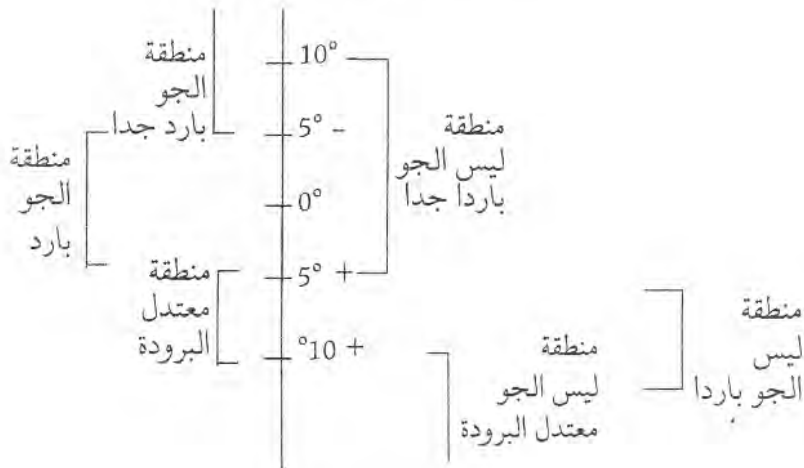 منطقة
الجو
بارد جدا
10°
5° -
0°
5° +
°10 +
منطقة
ليس الجو
باردا جدا
منطقة
الجو
بارد
منطقة
معتدل
البرودة
منطقة
ليس الجو
معتدل البرودة
منطقة
ليس
الجو باردا